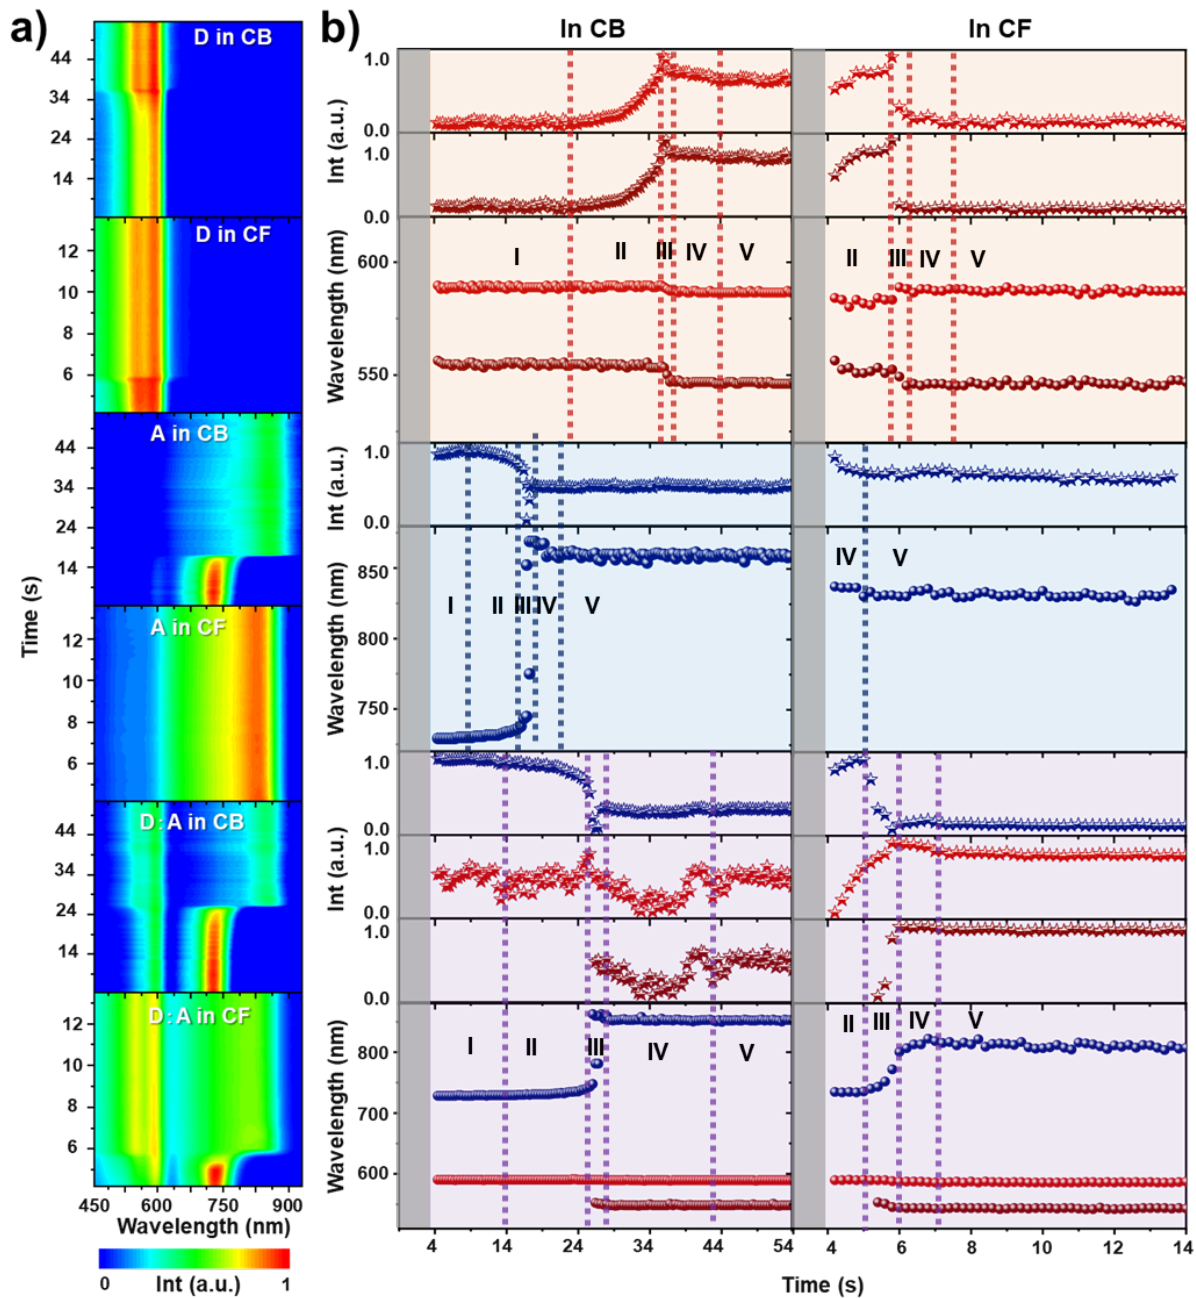 a)
D in CB
44
34
24
14
D in CF
12
10
8
6
A in CB
44
34
24
14
A in CF
12
10
8
6
D:A in CB
44
34
24
14
D:A in CF
12
10
8
6
Time (s)
450 600 750 900
Wavelength (nm)
0 Int (a.u.) 1
b)
In CB In CF
1.0
0.0
1.0
0.0
Int (a.u.)
I II III IV V II III IV V
600
550
Wavelength (nm)
1.0
0.0
Int (a.u.)
IV V
850
800
750
Wavelength (nm)
I II III IV V
1.0
0.0
1.0
0.0
1.0
0.0
Int (a.u.)
I II III IV V II III IV V
800
700
600
Wavelength (nm)
4 14 24 34 44 54 4 6 8 10 12 14
Time (s)